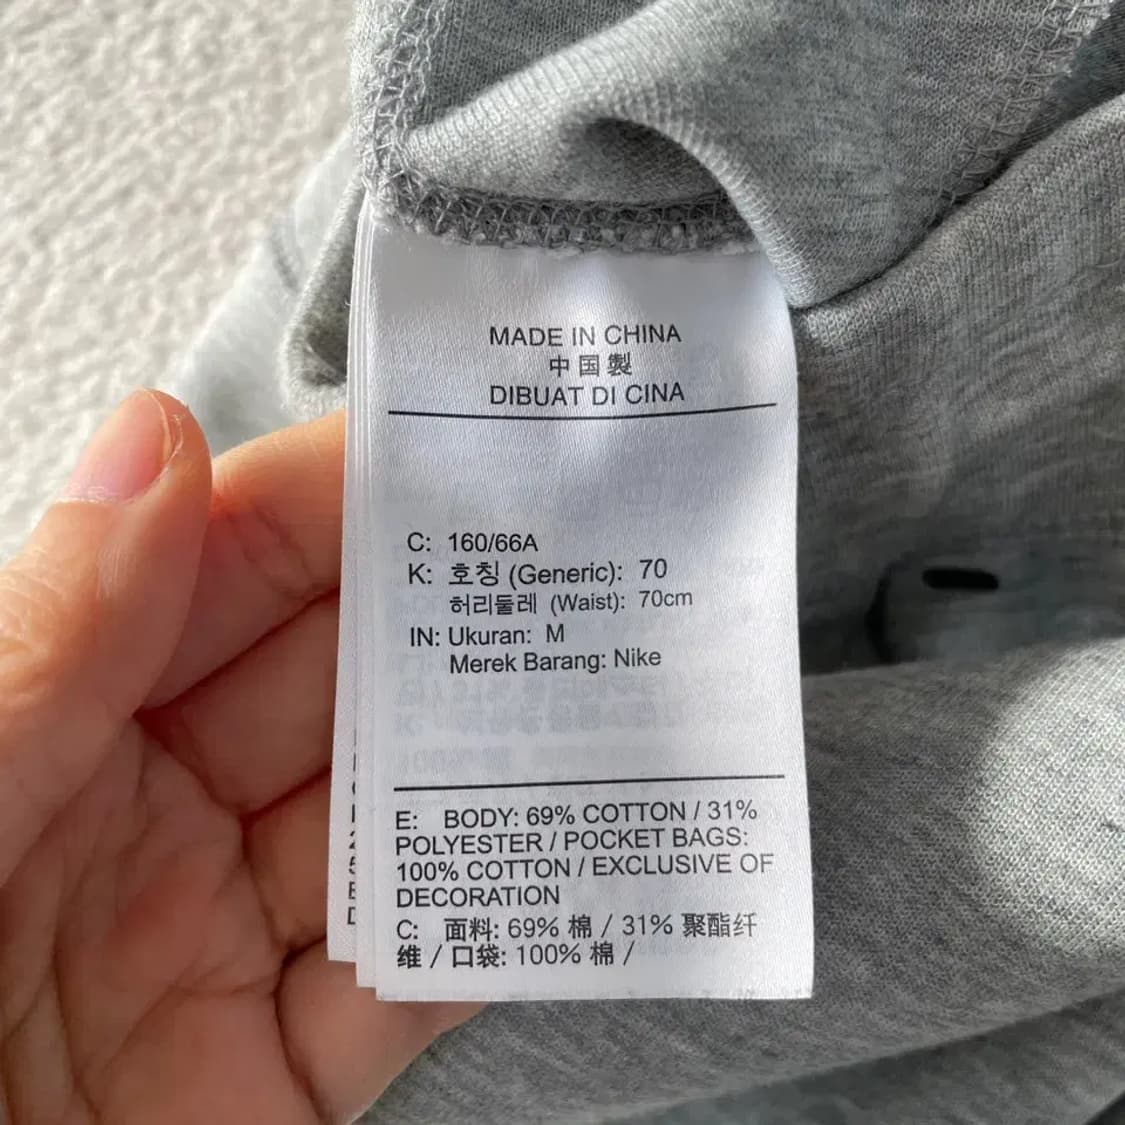 MADE IN CHINA
中国製
DIBUAT DI CINA
C: 160/66A
K: 호칭 (Generic): 70
허리둘레 (Waist): 70cm
IN: Ukuran: M
Merek Barang: Nike
E: BODY: 69% COTTON / 31%
POLYESTER / POCKET BAGS:
100% COTTON / EXCLUSIVE OF
DECORATION
C: 面料: 69% 棉 / 31% 聚酯纤
维 / 口袋: 100% 棉 /